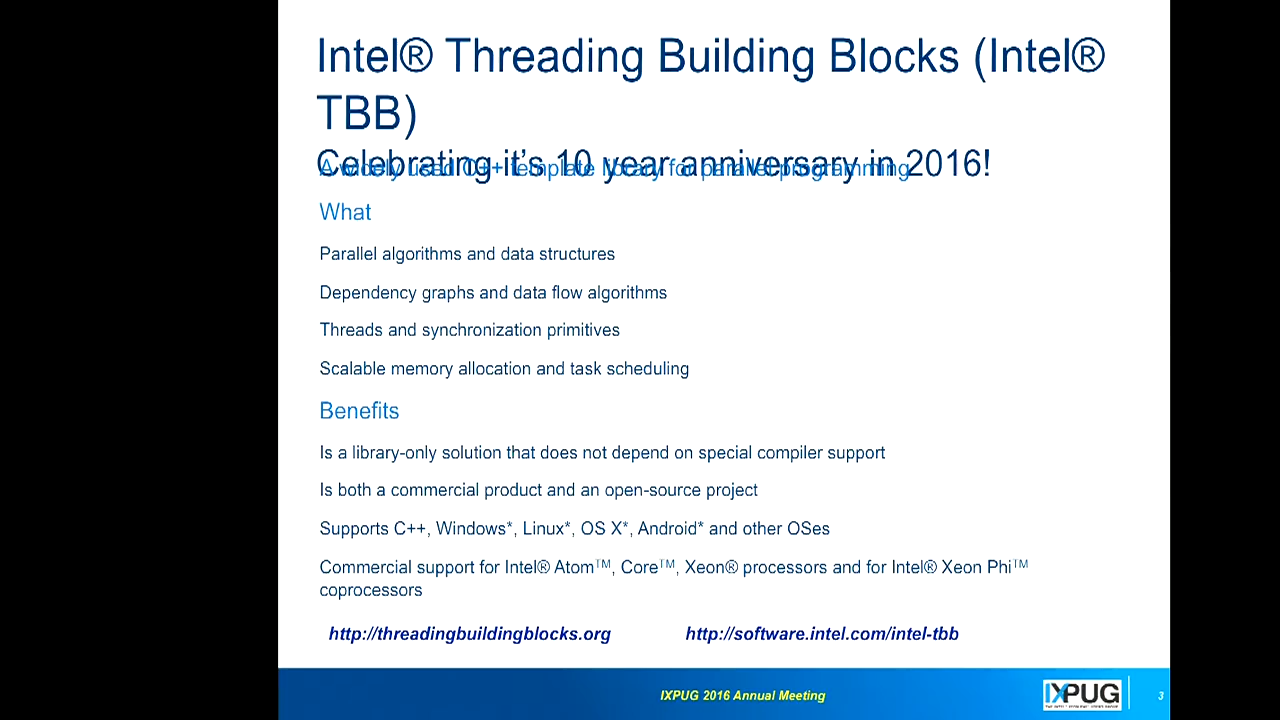 Intel® Threading Building Blocks (Intel®
TBB)
Celebrating it's 10 year anniversary in 2016!
A widely used C++ template library for parallel programming
What
Parallel algorithms and data structures
Dependency graphs and data flow algorithms
Threads and synchronization primitives
Scalable memory allocation and task scheduling
Benefits
Is a library-only solution that does not depend on special compiler support
Is both a commercial product and an open-source project
Supports C++, Windows*, Linux*, OS X*, Android* and other OSes
Commercial support for Intel® Atom™, Core™, Xeon® processors and for Intel® Xeon Phi™
coprocessors
http://threadingbuildingblocks.org http://software.intel.com/intel-tbb
IXPUG 2016 Annual Meeting
IXPUG
3